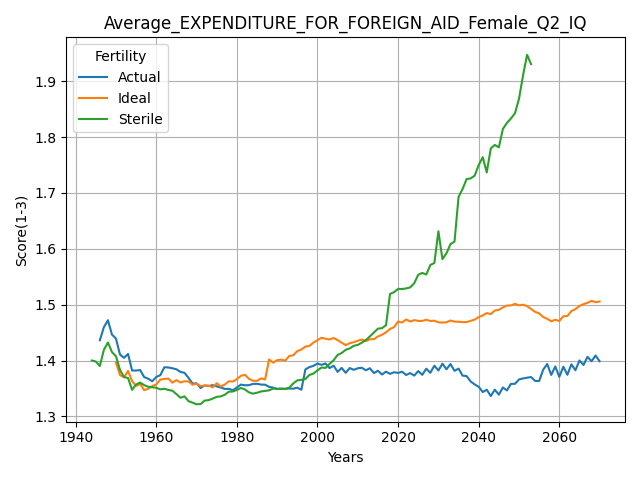 Average_EXPENDITURE_FOR_FOREIGN_AID_Female_Q2_IQ
Fertility
Actual
Ideal
Sterile
Score(1-3)
1.9
1.8
1.7
1.6
1.5
1.4
1.3
1940 1960 1980 2000 2020 2040 2060
Years